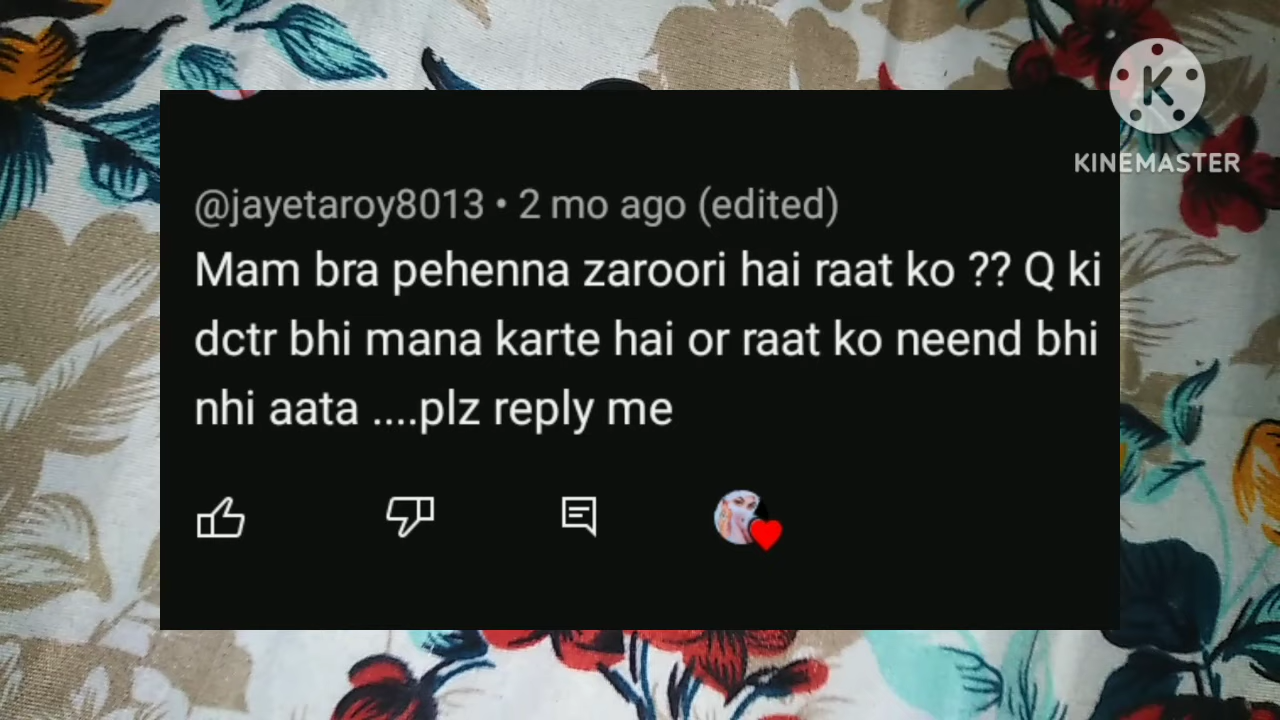 KINEMASTER
@jayetaroy8013 • 2 mo ago (edited)
Mam bra pehenna zaroori hai raat ko ?? Q ki
dctr bhi mana karte hai or raat ko neend bhi
nhi aata ....plz reply me